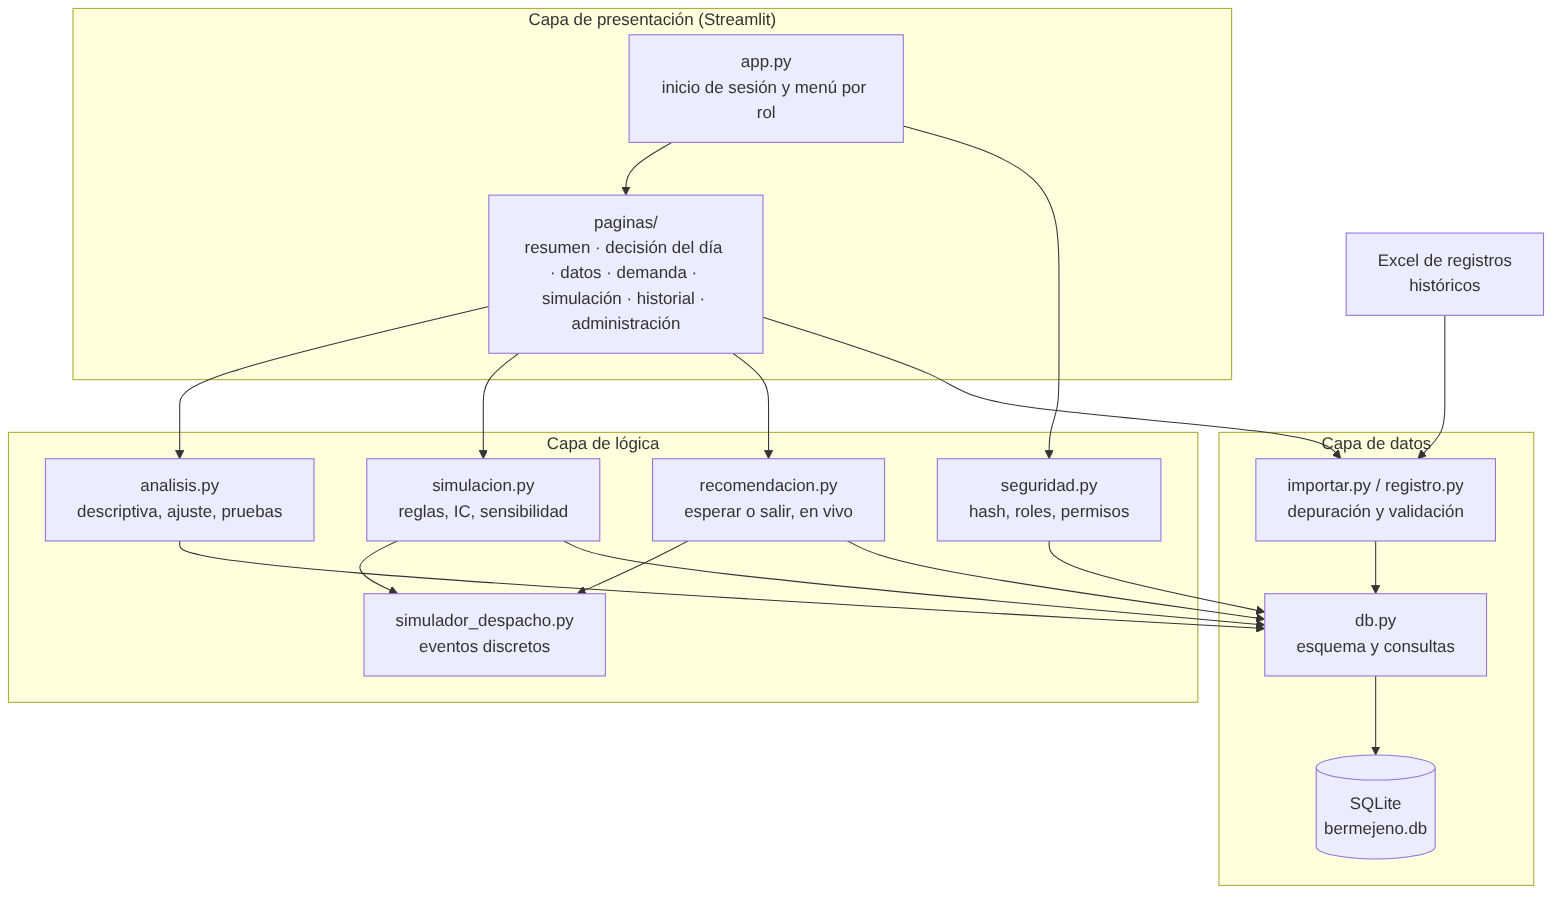 Capa de presentación (Streamlit)
app.py
inicio de sesión y menú por
rol
paginas/
resumen · decisión del día
· datos · demanda ·
simulación · historial ·
administración
Excel de registros
históricos
Capa de lógica
analisis.py
descriptiva, ajuste, pruebas
simulacion.py
reglas, IC, sensibilidad
recomendacion.py
esperar o salir, en vivo
seguridad.py
hash, roles, permisos
simulador_despacho.py
eventos discretos
Capa de datos
importar.py / registro.py
depuración y validación
db.py
esquema y consultas
SQLite
bermejeno.db